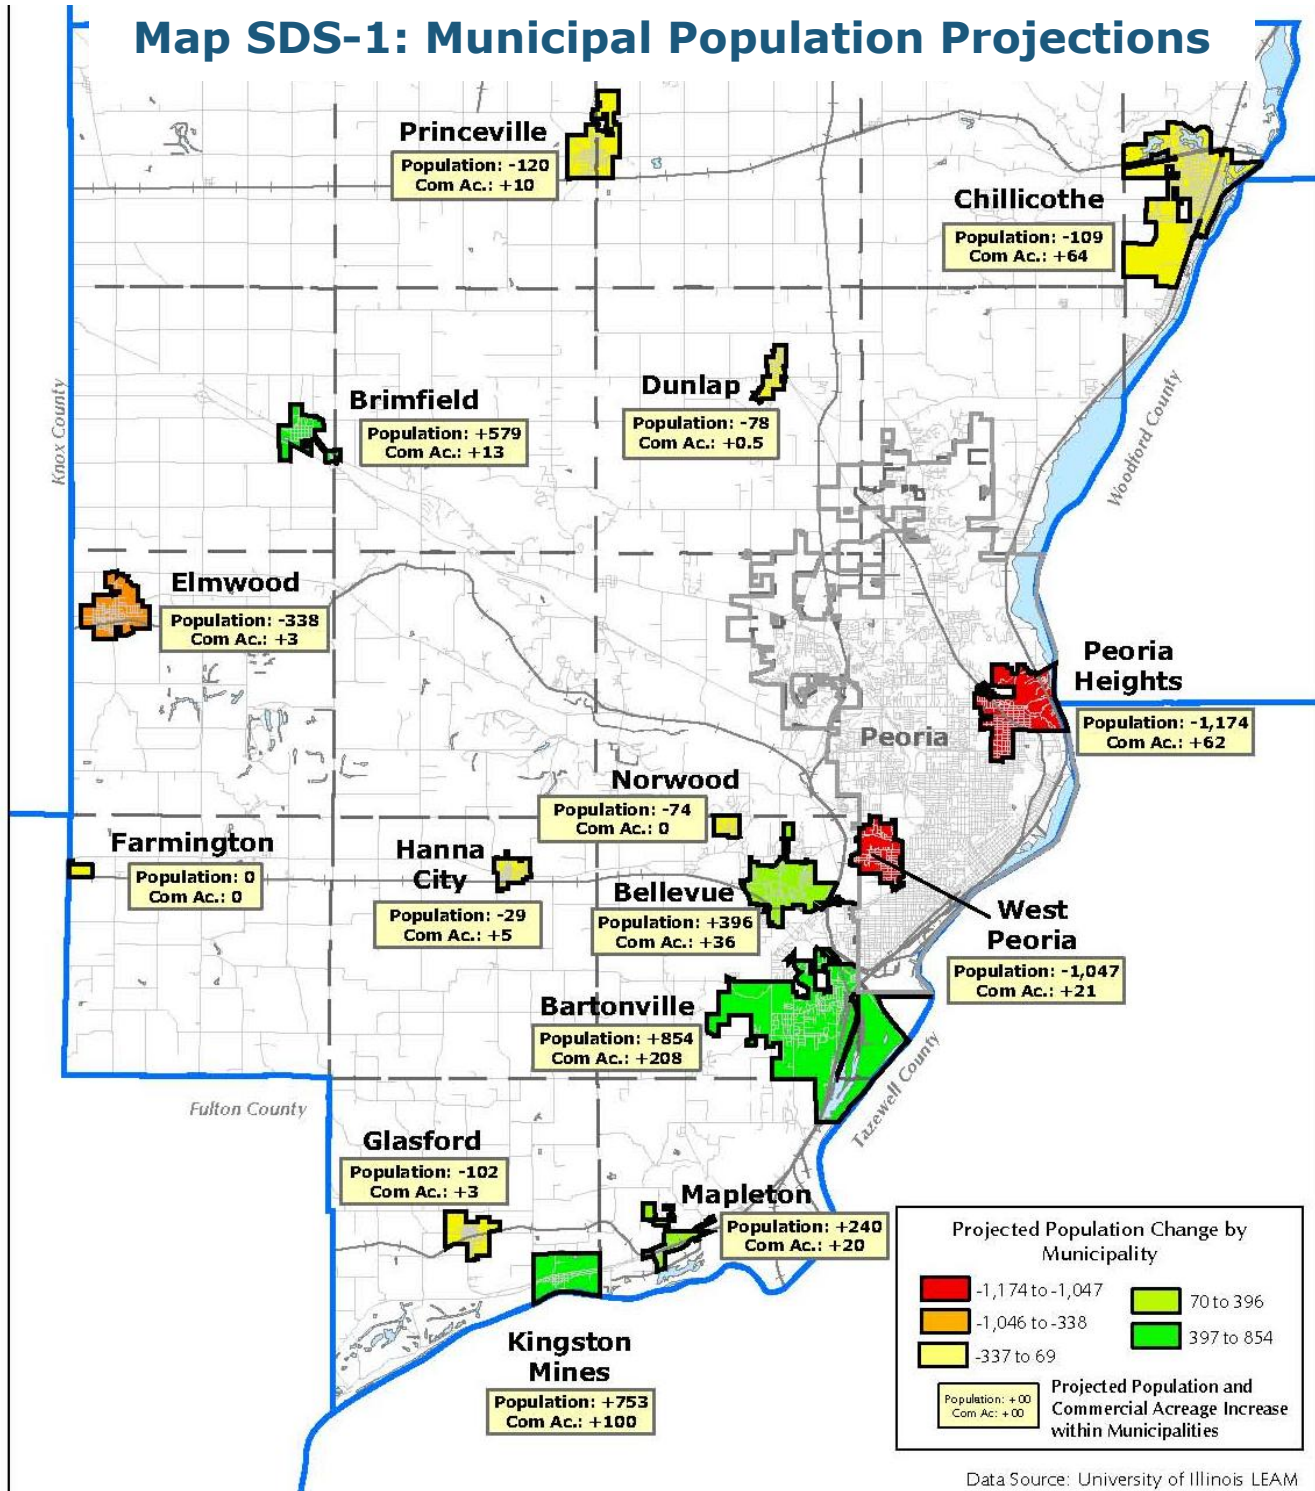 Map SDS-1: Municipal Population Projections
Princeville
Population: -120
Com Ac.: +10
Chillicothe
Population: -109
Com Ac.: +64
Knox County
Brimfield
Population: +579
Com Ac.: +13
Dunlap
Population: -78
Com Ac.: +0.5
Woodford County
Elmwood
Population: -338
Com Ac.: +3
Peoria
Heights
Population: -1,174
Com Ac.: +62
Peoria
Norwood
Population: -74
Com Ac.: 0
Farmington
Population: 0
Com Ac.: 0
Hanna
City
Population: -29
Com Ac.: +5
Bellevue
Population: +396
Com Ac.: +36
West
Peoria
Population: -1,047
Com Ac.: +21
Bartonville
Population: +854
Com Ac.: +208
Tazewell County
Fulton County
Glasford
Population: -102
Com Ac.: +3
Mapleton
Population: +240
Com Ac.: +20
Kingston
Mines
Population: +753
Com Ac.: +100
Projected Population Change by
Municipality
-1,174 to -1,047
-1,046 to -338
-337 to 69
70 to 396
397 to 854
Population: +00
Com Ac: +00
Projected Population and
Commercial Acreage Increase
within Municipalities
Data Source: University of Illinois LEAM